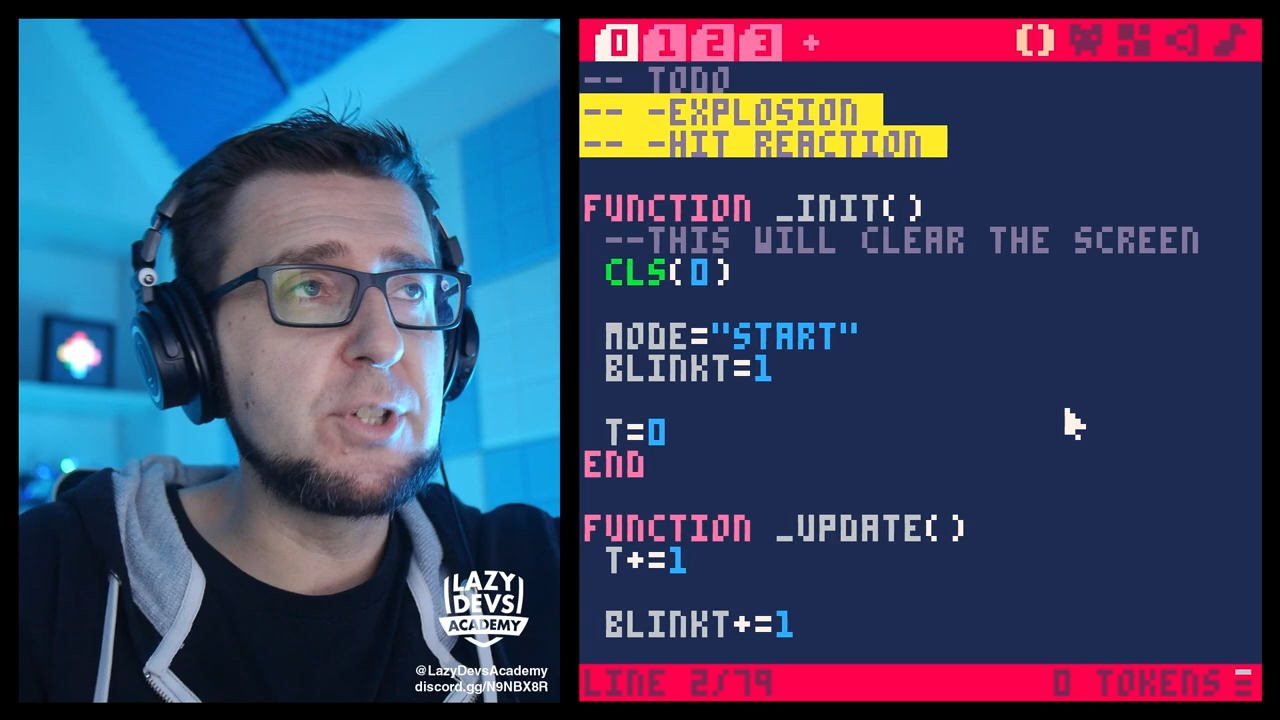 LAZY
DEVS
ACADEMY
@LazyDevsAcademy
discord.gg/N9NBX8R
0 1 2 3 +
-- TODO
-- -EXPLOSION
-- -HIT REACTION
FUNCTION _INIT()
--THIS WILL CLEAR THE SCREEN
CLS(0)
MODE="START"
BLINKT=1
T=0
END
FUNCTION _UPDATE()
T+=1
BLINKT+=1
LINE 2/79
0 TOKENS